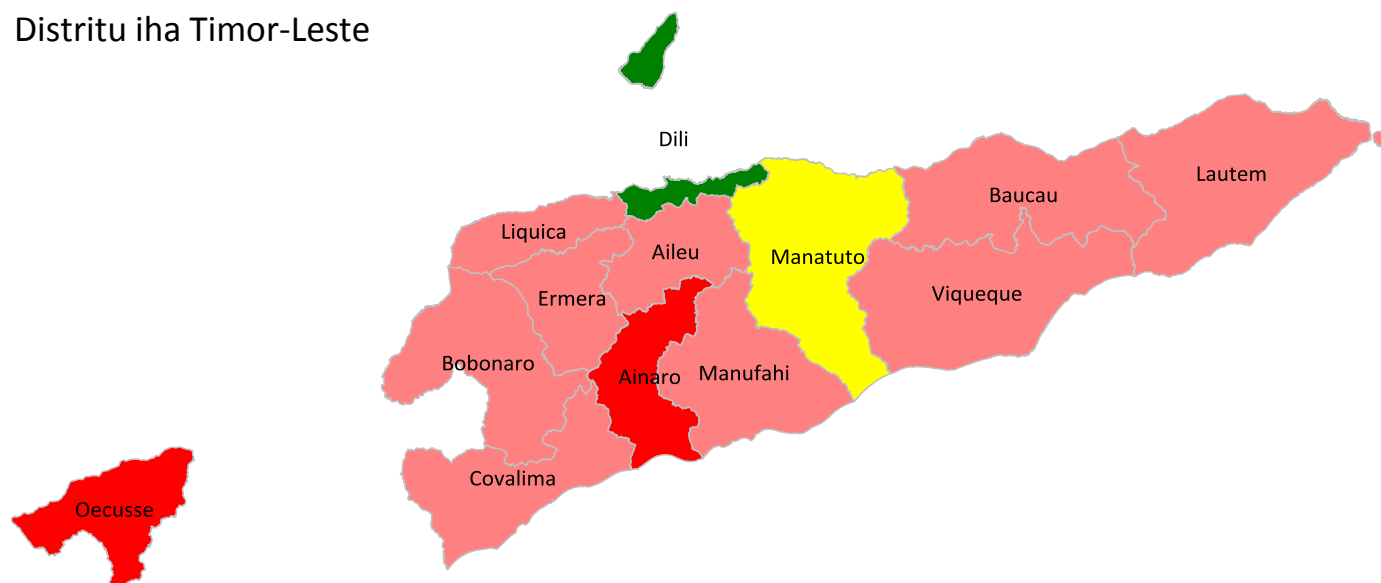 Distritu iha Timor-Leste
Dili
Lautem
Baucau
Liquica
Aileu
Manatuto
Ermera
Viqueque
Bobonaro
Ainaro
Manufahi
Covalima
Oecusse